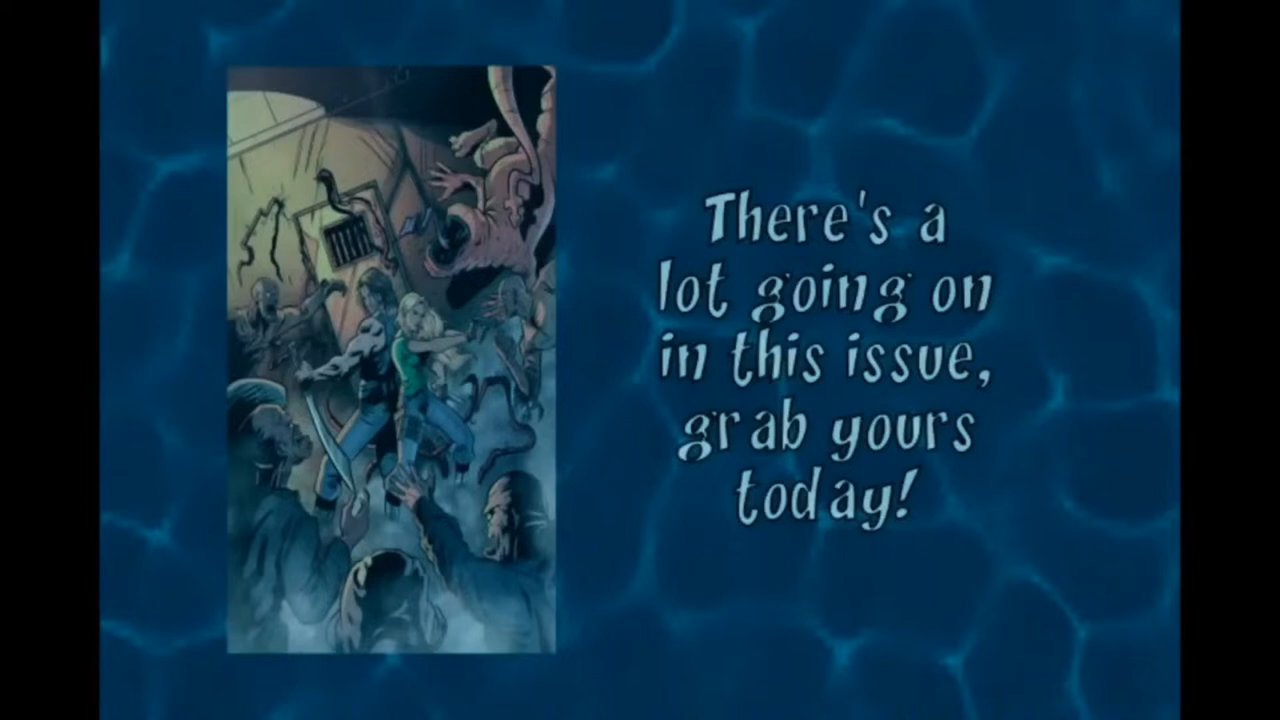 There's a
lot going on
in this issue,
grab yours
today!